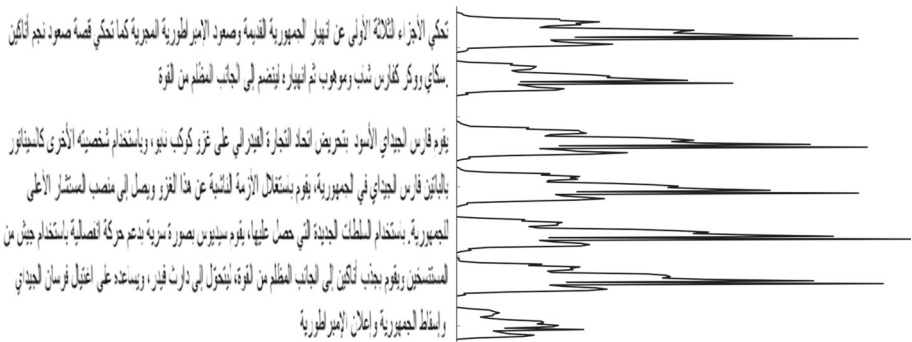 تحكي الأجزاء الثلاثة الأولى عن انهيار الجمهورية القديمة وصعود الإمبراطورية المجرية كما تحكي قصة صعود نجم أناكين
سكاي ووكر كفارس شاب وموهوب ثم انهياره لينضم إلى الجانب المظلم من القوة.
يقوم فارس الجيداي الأسود بتحريض اتحاد التجارة الفيدرالي على غزو كوكب نابو، وباستخدام شخصيته الأخرى كالسيناتور
بالباتين فارس الجيداي في الجمهورية، يقوم باستغلال الأزمة الناشبة عن هذا الغزو ويصل إلى منصب المستشار الأعلى
للجمهورية. باستخدام السلطات الجديدة التي حصل عليها، يقوم سيديوس بصورة سرية بدعم حركة انفصالية باستخدام جيش من
المستنسخين ويقوم بجذب أناكين إلى الجانب المظلم من القوة، ليتحول إلى دارث فيدر، ويساعده على اغتيال فرسان الجيداي
وإسقاط الجمهورية وإعلان الإمبراطورية